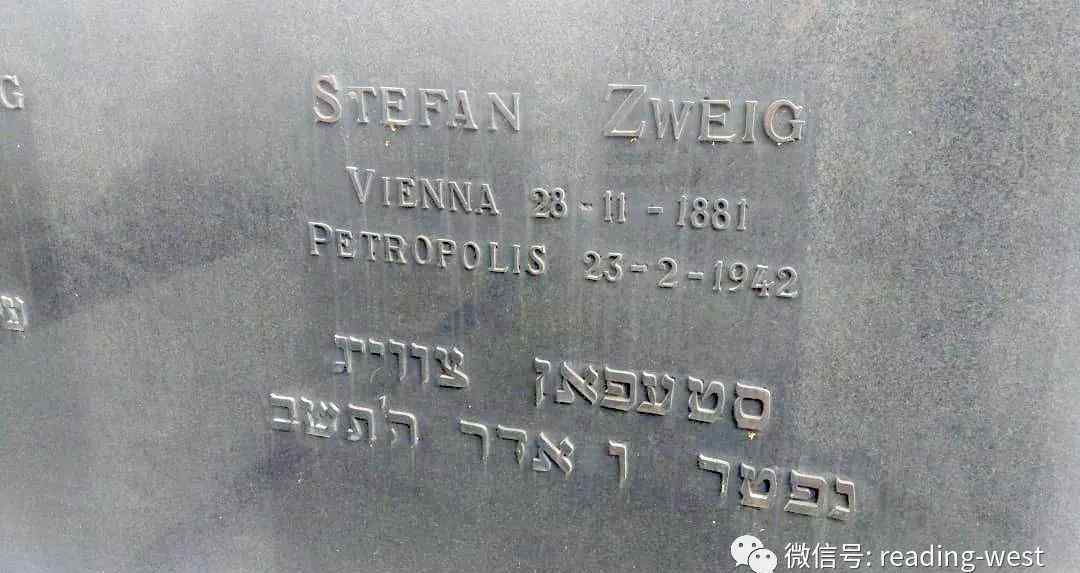 STEFAN ZWEIG
VIENNA 28-11-1881
PETROPOLIS 23-2-1942
סטעפאן צווית
נפטר ו אדר ה'תשב
微信号: reading-west